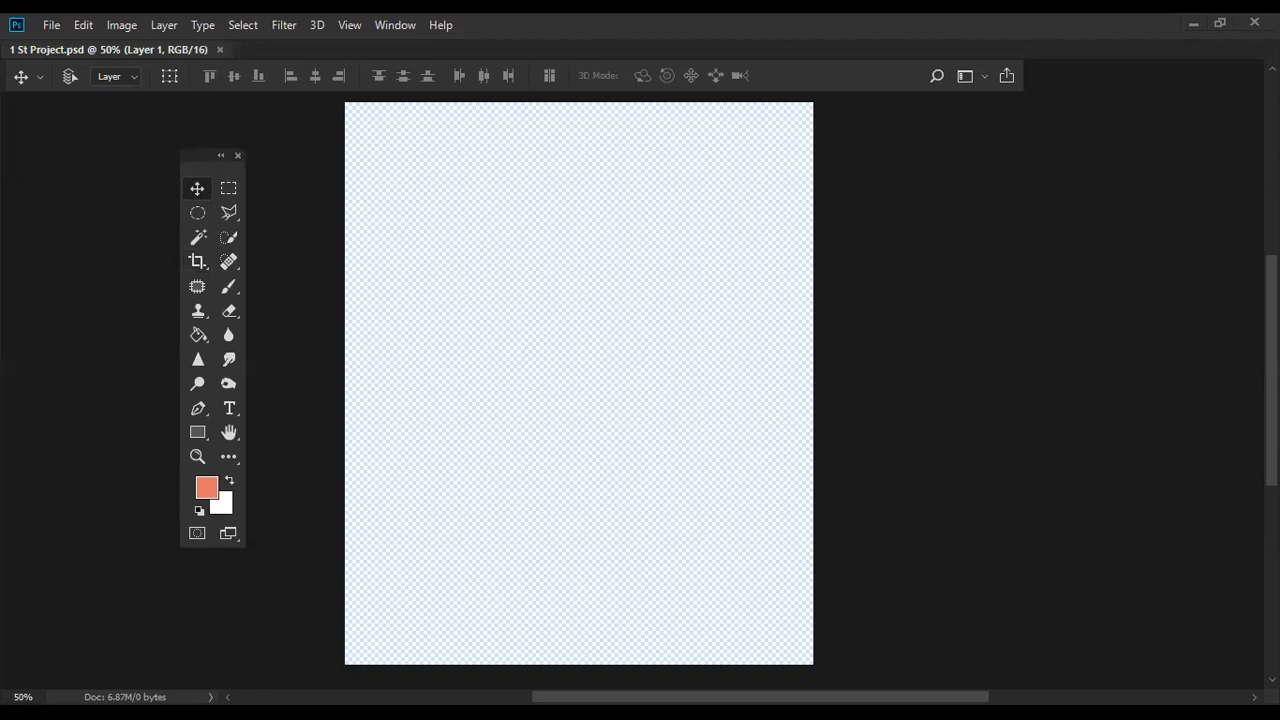 Ps File Edit Image Layer Type Select Filter 3D View Window Help
1 St Project.psd @ 50% (Layer 1, RGB/16)
Layer 3D Mode:
T
50% Doc: 6.87M/0 bytes